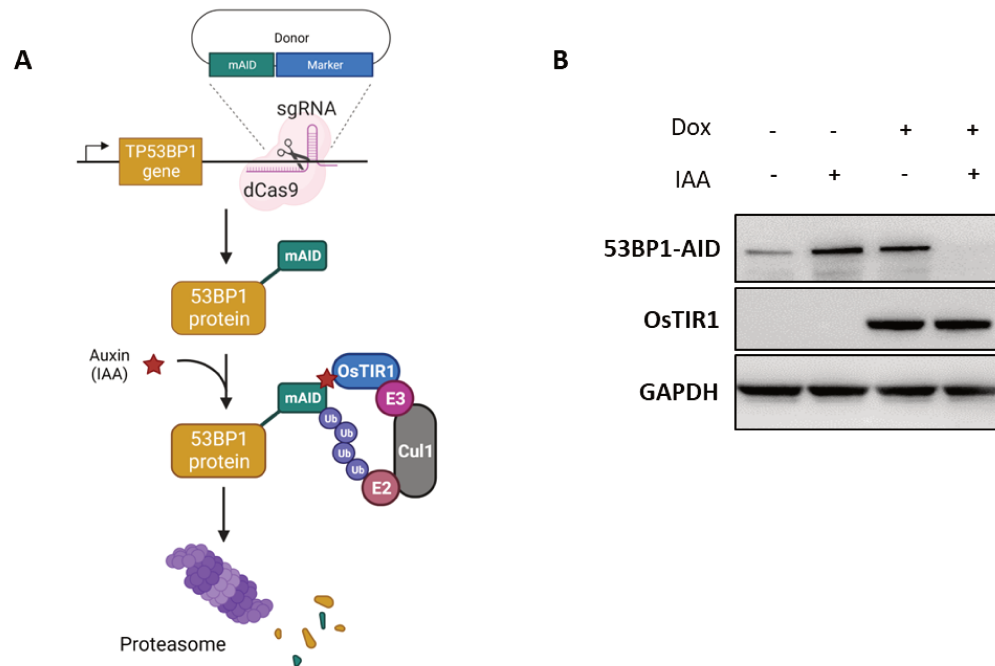 A
Donor
mAID Marker
sgRNA
TP53BP1
gene
dCas9
mAID
53BP1
protein
Auxin
(IAA)
OsTIR1
mAID
E3
Ub
Ub
Ub
Ub
Cul1
53BP1
protein
E2
Proteasome
B
Dox - - + +
IAA - + - +
53BP1-AID
OsTIR1
GAPDH